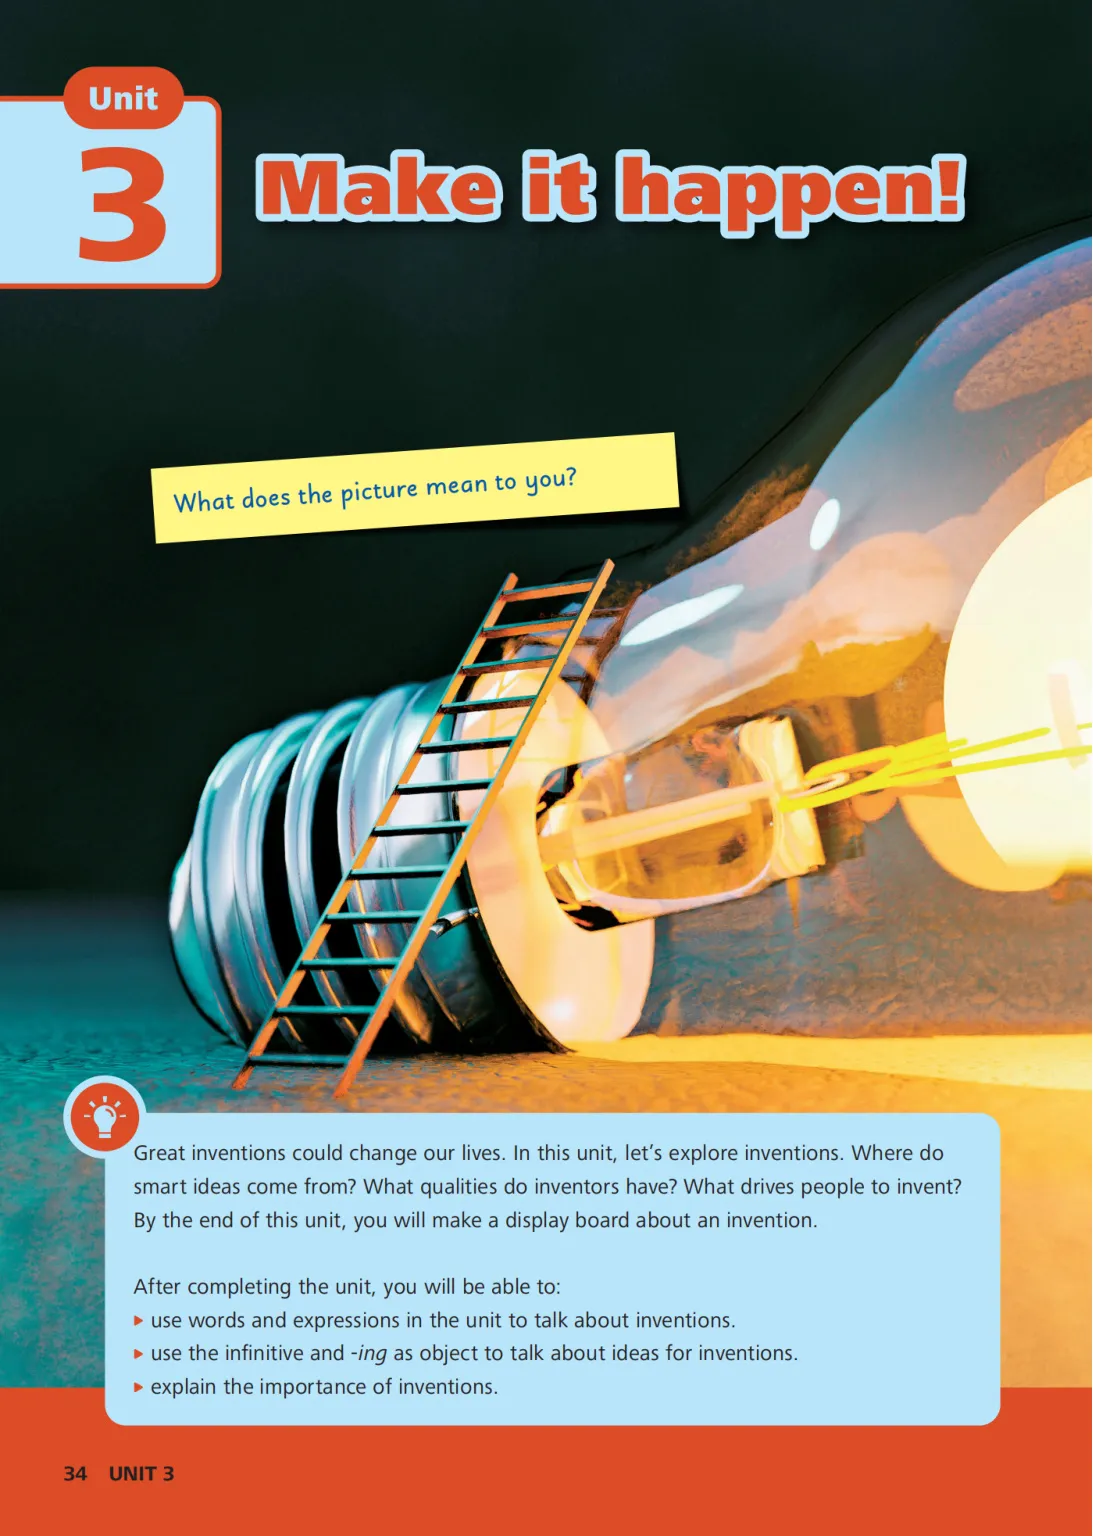 Unit
3
Make it happen!
What does the picture mean to you?
Great inventions could change our lives. In this unit, let's explore inventions. Where do
smart ideas come from? What qualities do inventors have? What drives people to invent?
By the end of this unit, you will make a display board about an invention.
After completing the unit, you will be able to:
▸ use words and expressions in the unit to talk about inventions.
▸ use the infinitive and -ing as object to talk about ideas for inventions.
▸ explain the importance of inventions.
34 UNIT 3